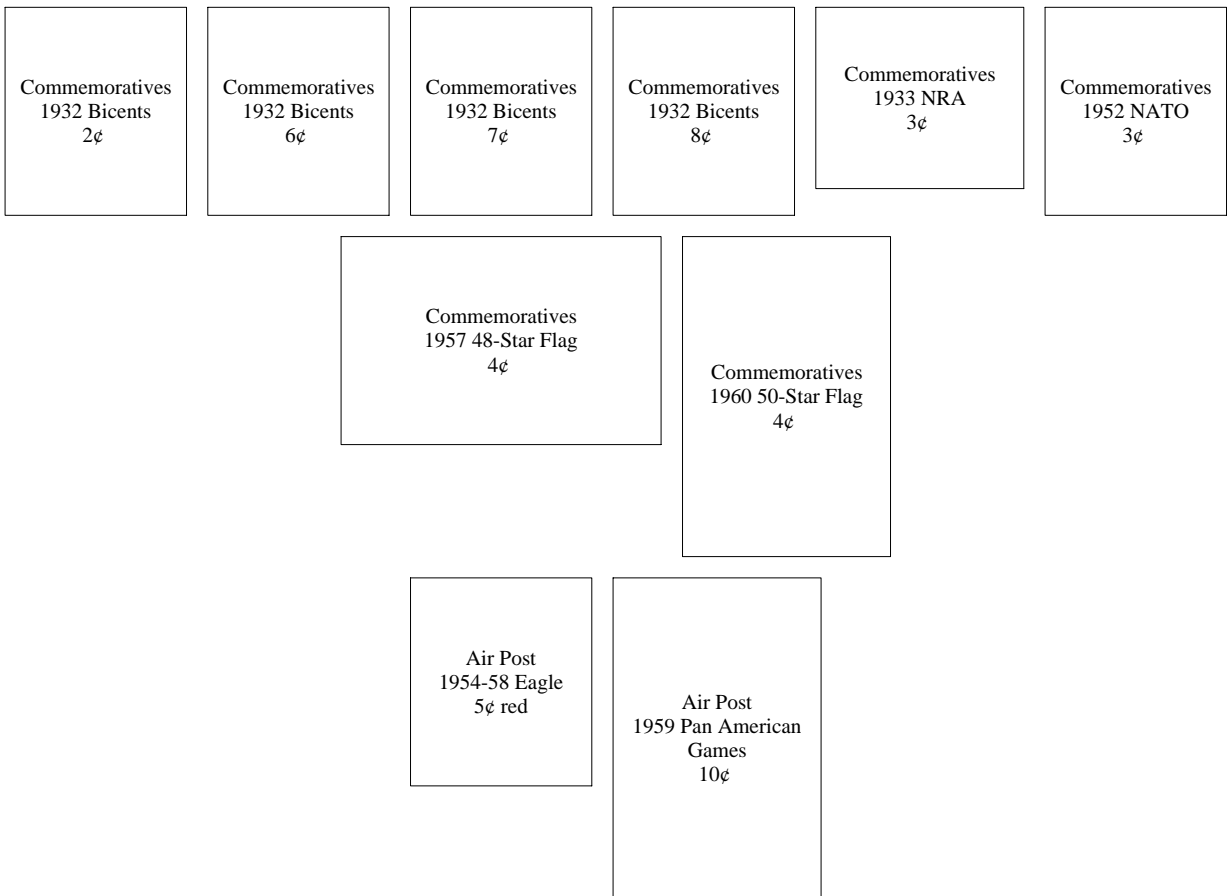 Commemoratives
1932 Bicents
2¢
Commemoratives
1932 Bicents
6¢
Commemoratives
1932 Bicents
7¢
Commemoratives
1932 Bicents
8¢
Commemoratives
1933 NRA
3¢
Commemoratives
1952 NATO
3¢
Commemoratives
1957 48-Star Flag
4¢
Commemoratives
1960 50-Star Flag
4¢
Air Post
1954-58 Eagle
5¢ red
Air Post
1959 Pan American
Games
10¢